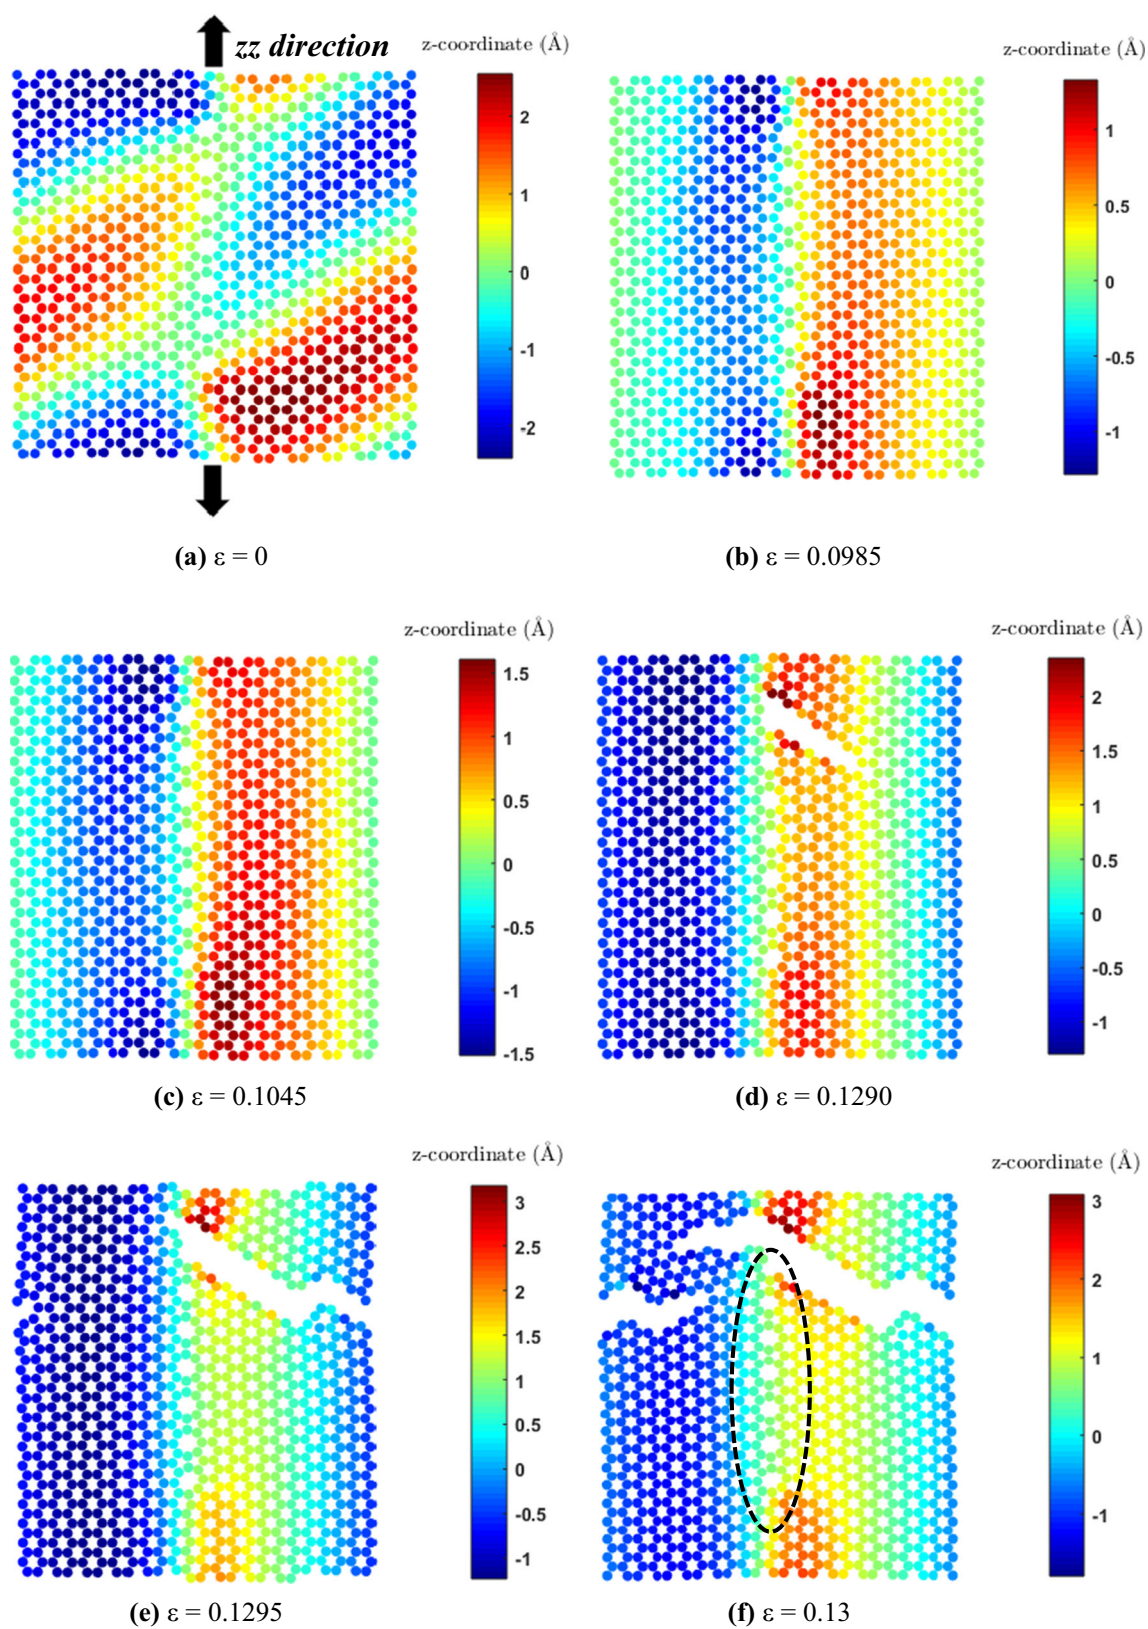 zz direction
z-coordinate (Å)
2
1
0
-1
-2
(a) ε = 0
z-coordinate (Å)
1
0.5
0
-0.5
-1
(b) ε = 0.0985
z-coordinate (Å)
1.5
1
0.5
0
-0.5
-1
-1.5
(c) ε = 0.1045
z-coordinate (Å)
2
1.5
1
0.5
0
-0.5
-1
(d) ε = 0.1290
z-coordinate (Å)
3
2.5
2
1.5
1
0.5
0
-0.5
-1
(e) ε = 0.1295
z-coordinate (Å)
3
2
1
0
-1
(f) ε = 0.13